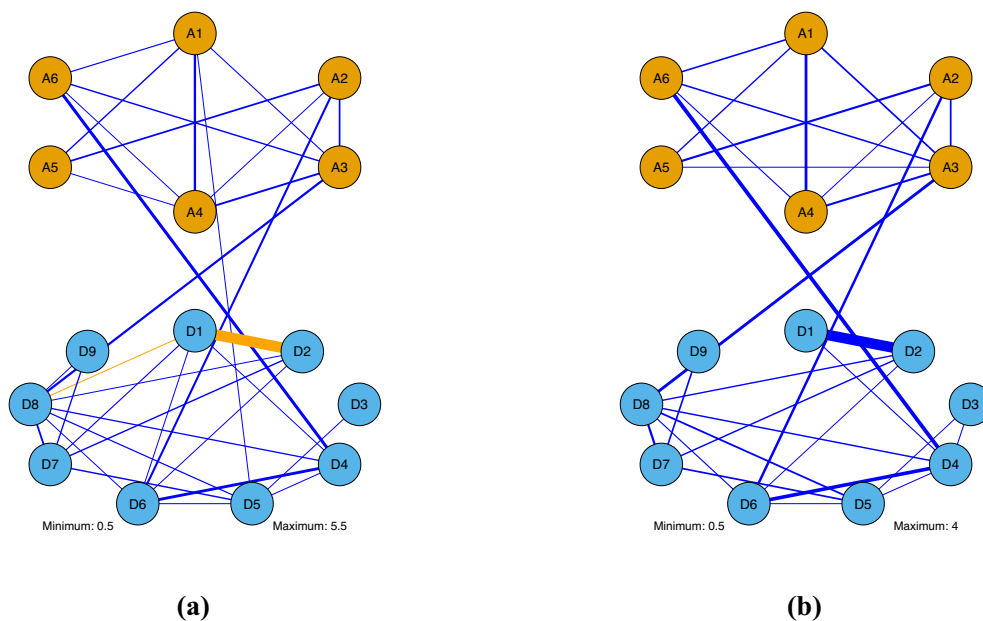 A1
A6
A2
A5
A3
A4
D1
D9
D2
D8
D3
D7
D4
D6
D5
Minimum: 0.5
Maximum: 5.5
(a)
A1
A6
A2
A5
A3
A4
D1
D9
D2
D8
D3
D7
D4
D6
D5
Minimum: 0.5
Maximum: 4
(b)